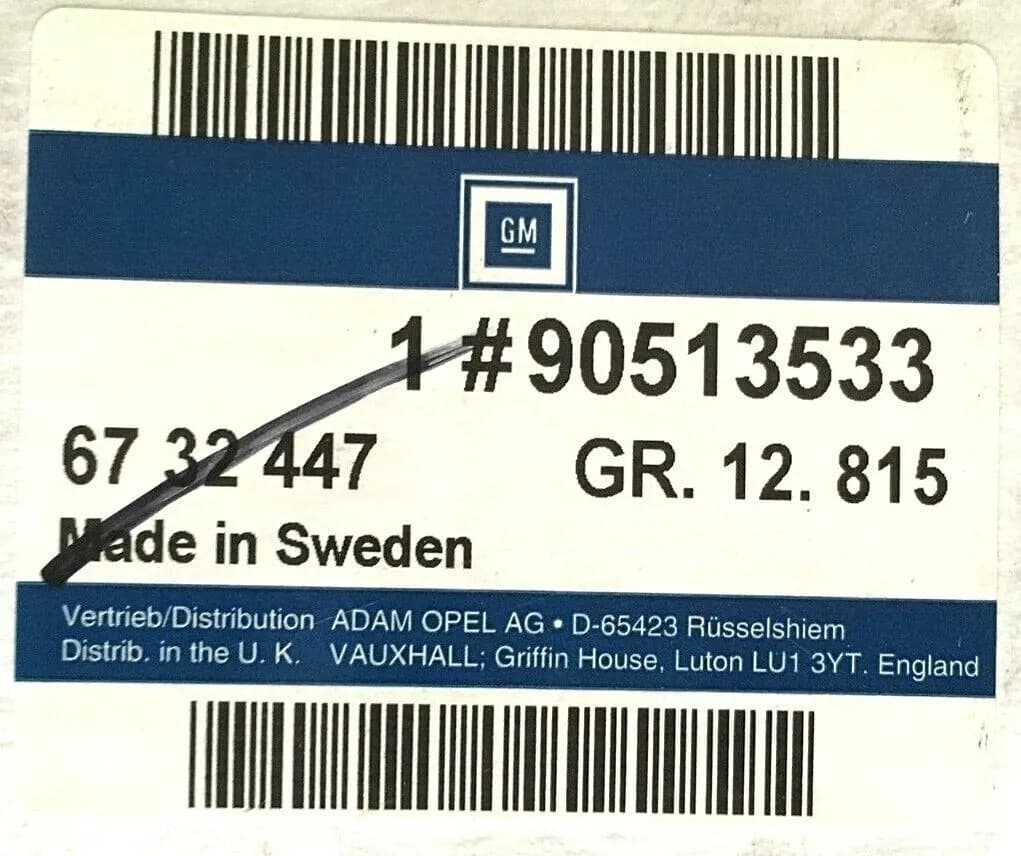 GM
1 #90513533
67 32 447 GR. 12. 815
Made in Sweden
Vertrieb/Distribution ADAM OPEL AG • D-65423 Rüsselshiem
Distrib. in the U. K. VAUXHALL; Griffin House, Luton LU1 3YT. England